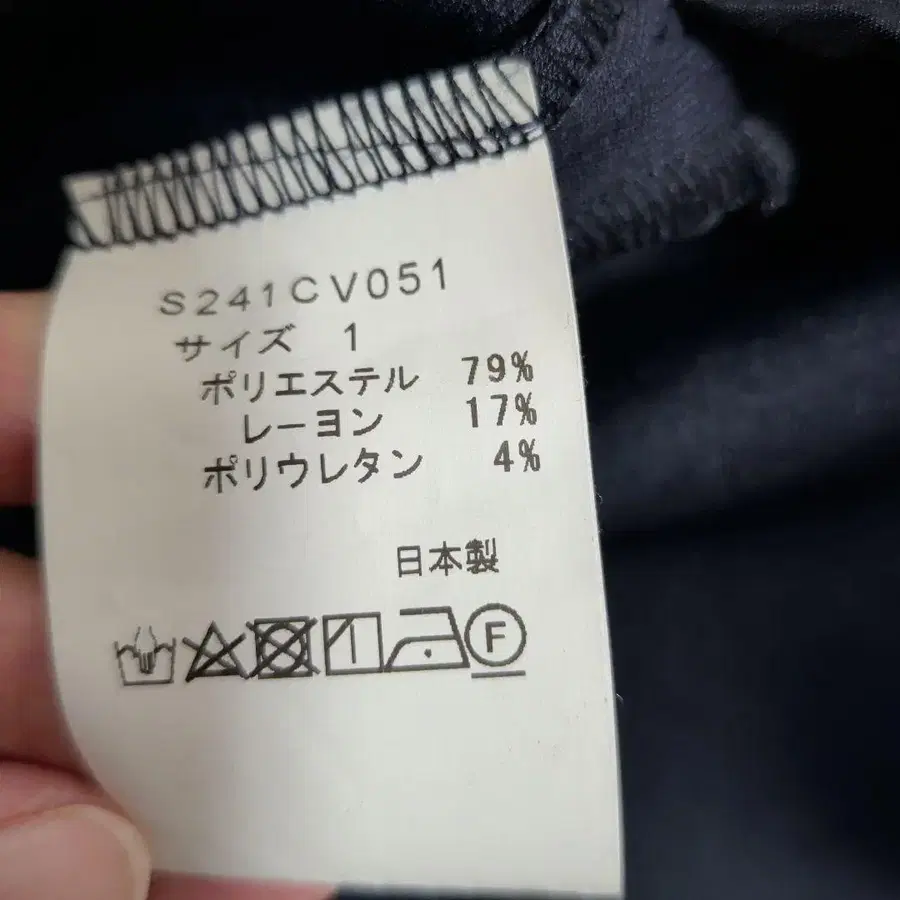 S241CV051
サイズ 1
ポリエステル 79%
レーヨン 17%
ポリウレタン 4%
日本製
F